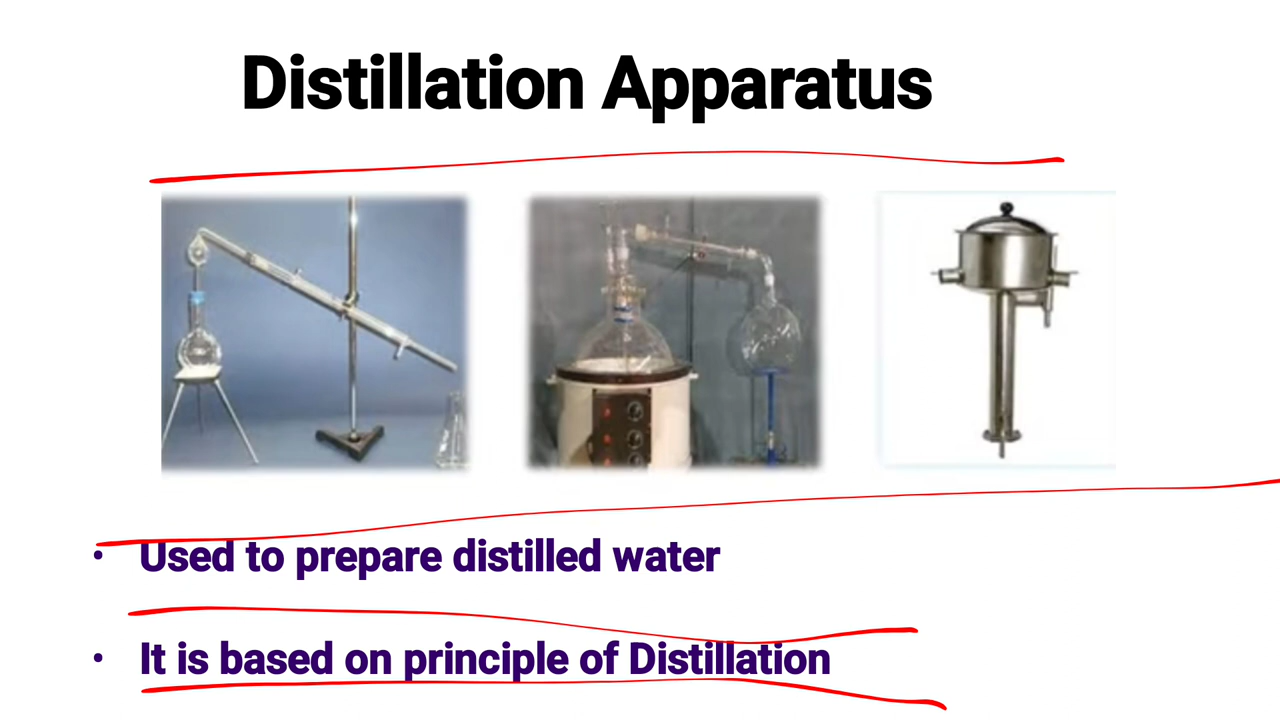 Distillation Apparatus
• Used to prepare distilled water
• It is based on principle of Distillation